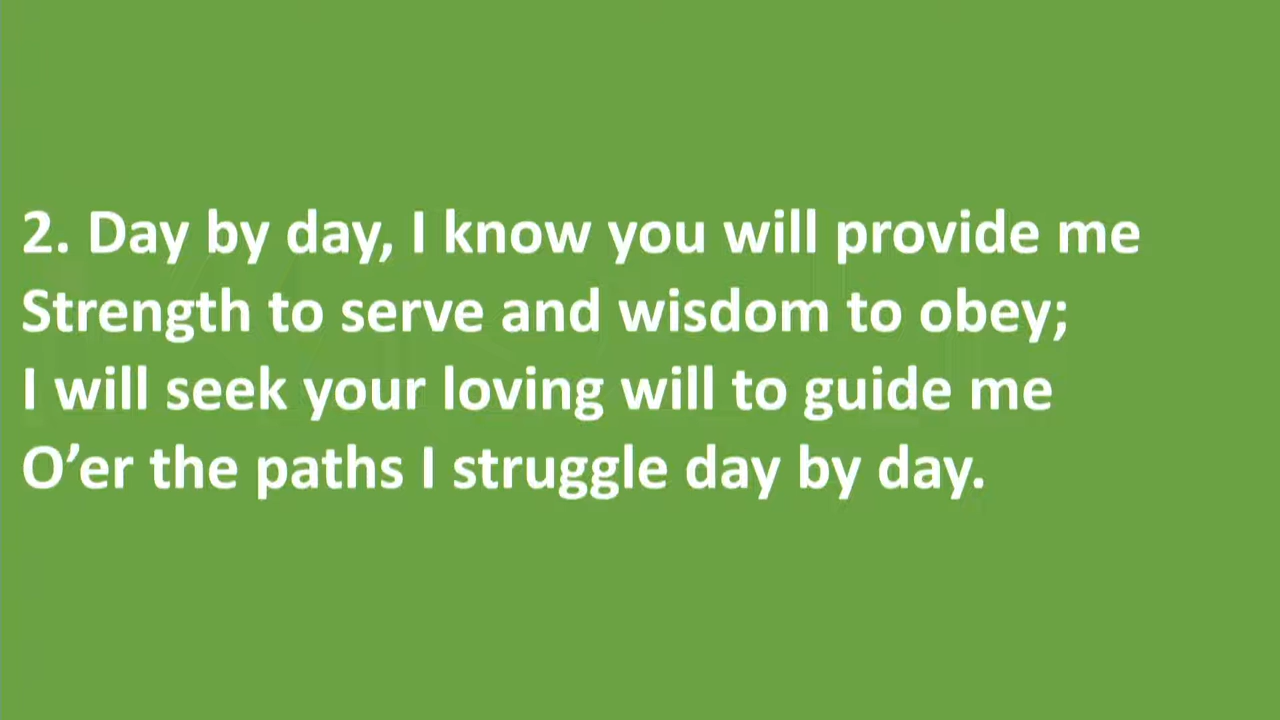 2. Day by day, I know you will provide me
Strength to serve and wisdom to obey;
I will seek your loving will to guide me
O’er the paths I struggle day by day.